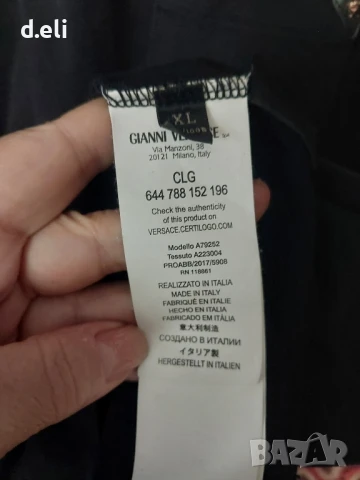 d.eli
XL
GIANNI
Via Manzoni, 38
20121 Milano, Italy
CLG
644 788 152 196
Check the authenticity
of this product on
VERSACE.CERTILOGO.COM
Modello A79252
Tessuto A223004
PROABB/2017/5908
RN 118861
REALIZZATO IN ITALIA
MADE IN ITALY
FABRIQUÉ EN ITALIE
HECHO EN ITALIA
FABRICADO EM ITÁLIA
意大利制造
СОЗДАНО В ИТАЛИИ
イタリア製
HERGESTELLT IN ITALIEN
BAZAR
bg